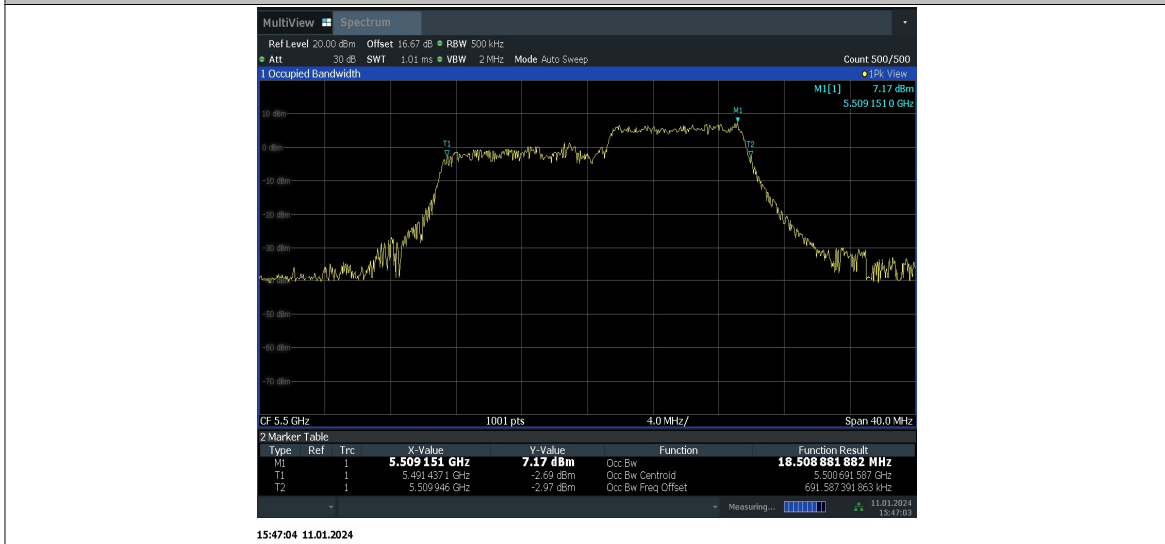 MultiView Spectrum
Ref Level 20.00 dBm Offset 16.67 dB RBW 500 kHz
Att 30 dB SWT 1.01 ms VBW 2 MHz Mode Auto Sweep Count 500/500
1 Occupied Bandwidth 1Pk View
M1[1] 7.17 dBm
5.509 151 0 GHz
M1
10 dBm
T1
T2
0 dBm
-10 dBm
-20 dBm
-30 dBm
-50 dBm
-70 dBm
CF 5.5 GHz 1001 pts 4.0 MHz/ Span 40.0 MHz
2 Marker Table
Type Ref Trc X-Value Y-Value Function Function Result
M1 1 5.509 151 GHz 7.17 dBm Occ Bw 18.508 881 882 MHz
T1 1 5.491 437 1 GHz -2.69 dBm Occ Bw Centroid 5.500 691 587 GHz
T2 1 5.509 946 GHz -2.97 dBm Occ Bw Freq Offset 691.587 391 863 kHz
Measuring... 11.01.2024
15:47:03
15:47:04 11.01.2024